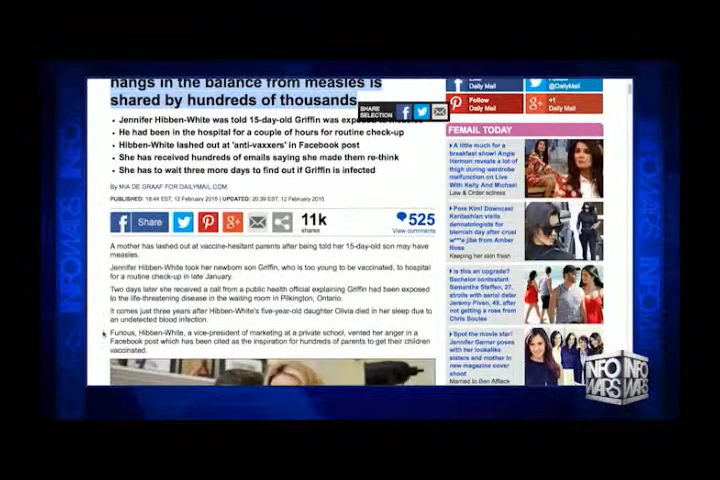 hangs in the balance from measles is
shared by hundreds of thousands
SHARE
SELECTION
Jennifer Hibben-White was told 15-day-old Griffin was
He had been in the hospital for a couple of hours for routine check-up
Hibben-White lashed out at 'anti-vaxxers' in Facebook post
She has received hundreds of emails saying she made them re-think
She has to wait three more days to find out if Griffin is infected
By MIA DE GRAAF FOR DAILYMAIL.COM
PUBLISHED: 16:44 EST, 12 February 2015 | UPDATED: 20:39 EST, 12 February 2015
Share
11k
shares
525
View comments
A mother has lashed out at vaccine-hesitant parents after being told her 15-day-old son may have
measles.
Jennifer Hibben-White took her newborn son Griffin, who is too young to be vaccinated, to hospital
for a routine check-up in late January.
Two days later she received a call from a public health official explaining Griffin had been exposed
to the life-threatening disease in the waiting room in Pilkington, Ontario.
It comes just three years after Hibben-White's five-year-old daughter Olivia died in her sleep due to
an undetected blood infection.
Furious, Hibben-White, a vice-president of marketing at a private school, vented her anger in a
Facebook post which has been cited as the inspiration for hundreds of parents to get their children
vaccinated.
Daily Mail
@DailyMail
Follow
Daily Mail
+1
Daily Mail
FEMAIL TODAY
A little much for a
breakfast show! Angie
Harmon reveals a lot of
thigh during wardrobe
malfunction on Live
With Kelly And Michael
Law & Order actress
Pore Kim! Downcast
Kardashian visits
dermatologists for
blemish day after cruel
w***e jibe from Amber
Rose
Keeping her skin fresh
Is this an upgrade?
Bachelor contestant
Samantha Steffen, 27,
strolls with serial dater
Jeremy Piven, 49, after
not getting a rose from
Chris Soules
Spot the movie star!
Jennifer Garner poses
with her lookalike
sisters and mother in
new magazine cover
shoot
Married to Ben Affleck
INFO
WARS
INFO
WARS